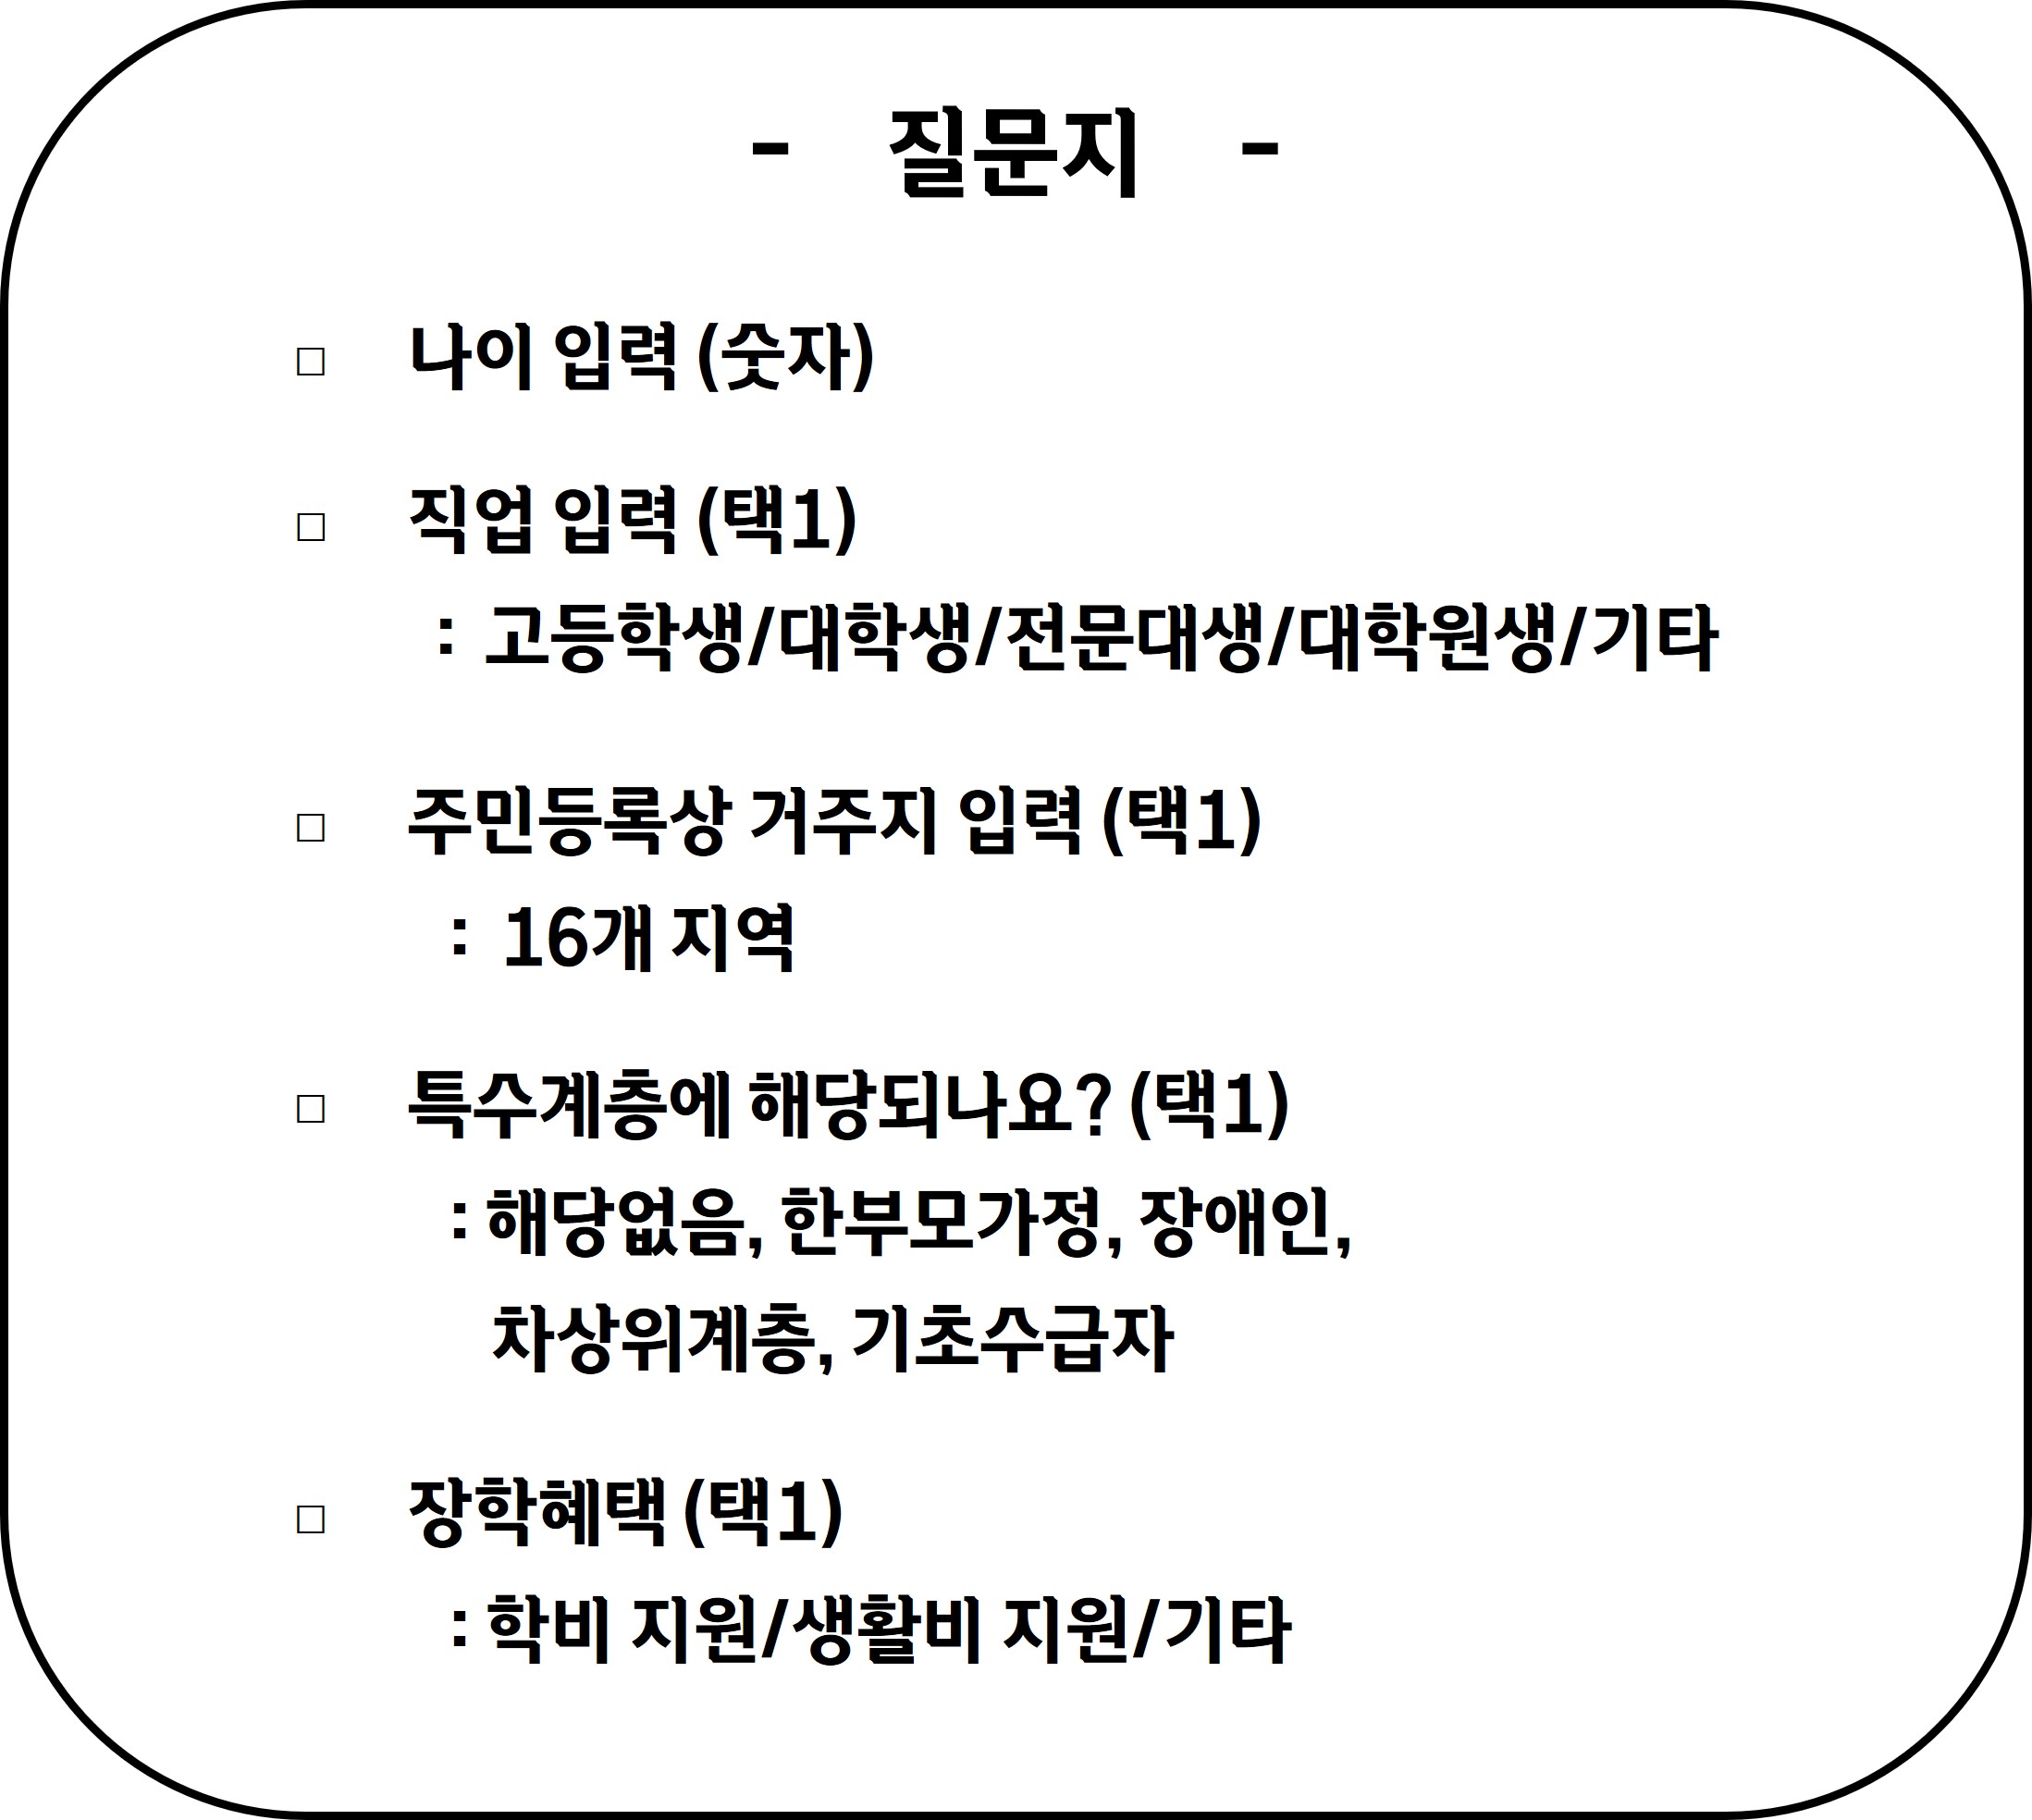 - 질문지 -
□ 나이 입력 (숫자)
□ 직업 입력 (택1)
: 고등학생/대학생/전문대생/대학원생/기타
□ 주민등록상 거주지 입력 (택1)
: 16개 지역
□ 특수계층에 해당되나요? (택1)
: 해당없음, 한부모가정, 장애인,
차상위계층, 기초수급자
□ 장학혜택 (택1)
: 학비 지원/생활비 지원/기타